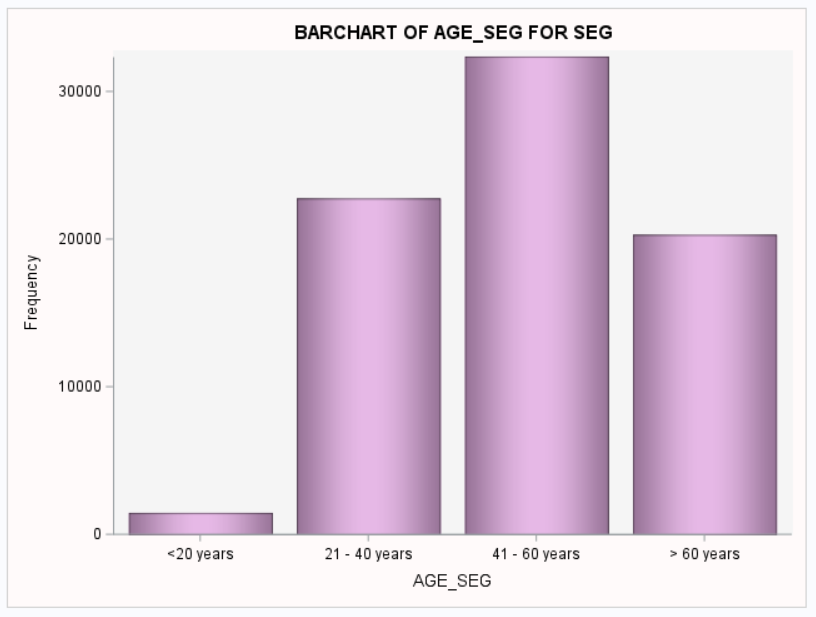 BARCHART OF AGE_SEG FOR SEG
30000
20000
10000
0
Frequency
<20 years
21 - 40 years
41 - 60 years
> 60 years
AGE_SEG